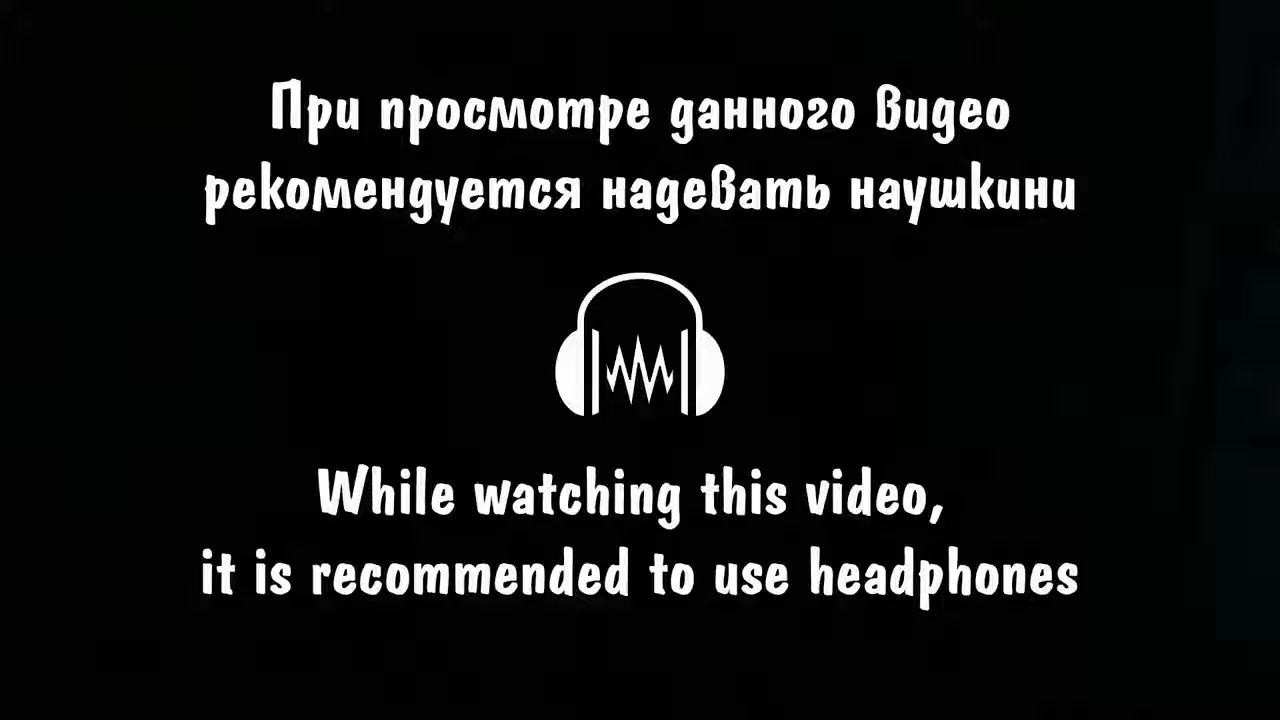 При просмотре данного видео
рекомендуется надевать наушкини
While watching this video,
it is recommended to use headphones